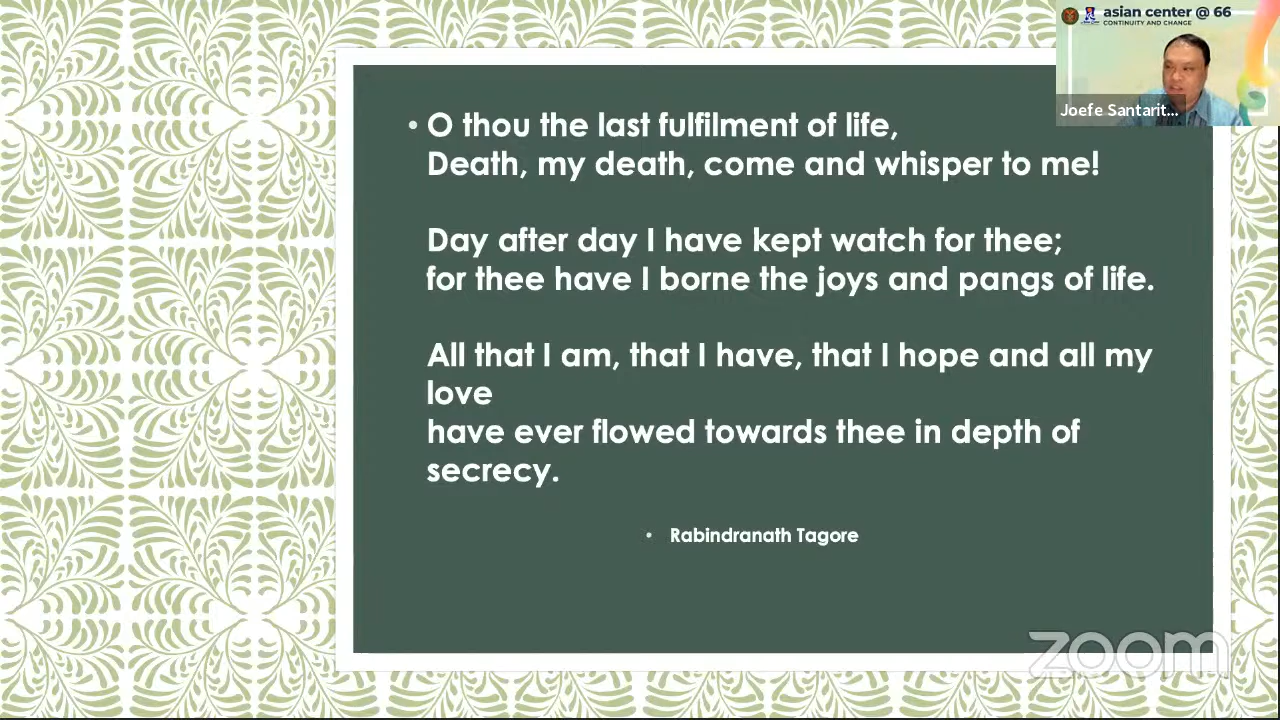 asian center @ 66
CONTINUITY AND CHANGE
Joefe Santarit...
• O thou the last fulfilment of life,
Death, my death, come and whisper to me!
Day after day I have kept watch for thee;
for thee have I borne the joys and pangs of life.
All that I am, that I have, that I hope and all my
love
have ever flowed towards thee in depth of
secrecy.
• Rabindranath Tagore
zoom